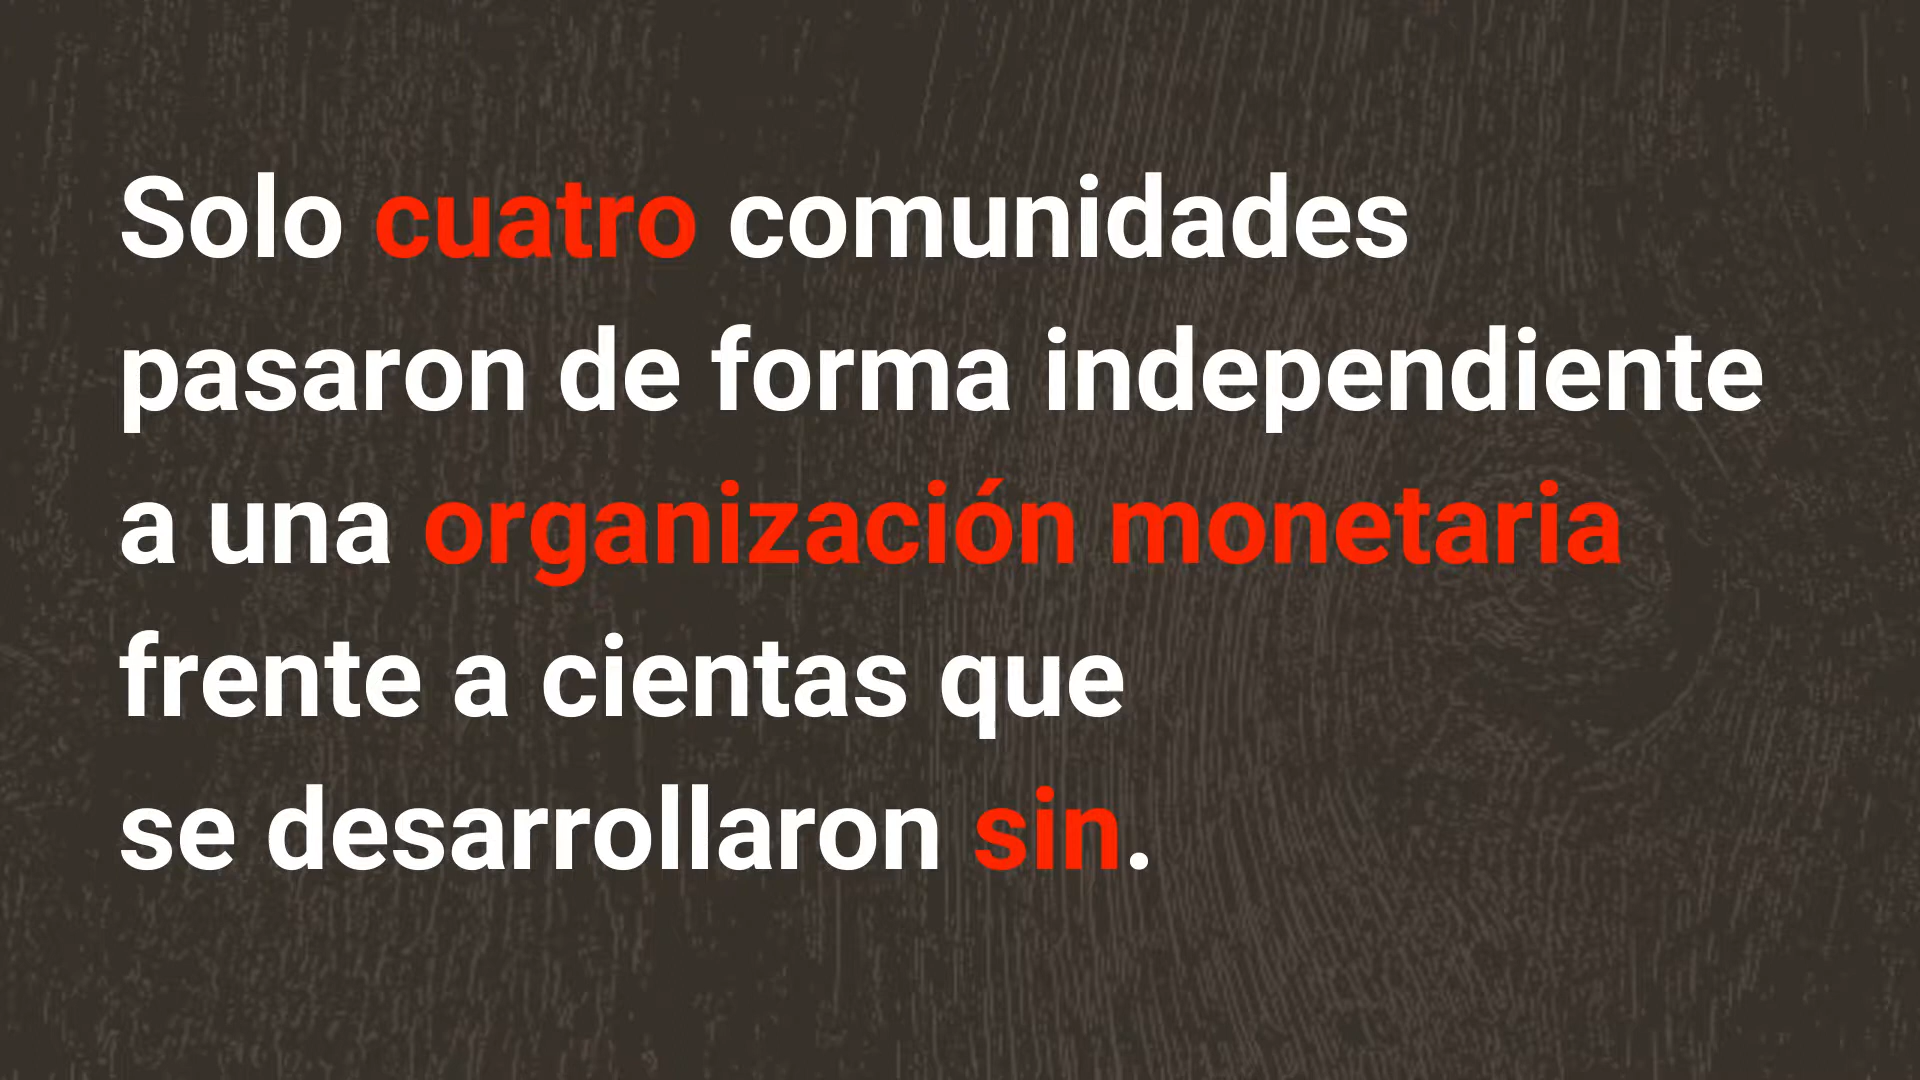 Solo cuatro comunidades
pasaron de forma independiente
a una organización monetaria
frente a cientas que
se desarrollaron sin.